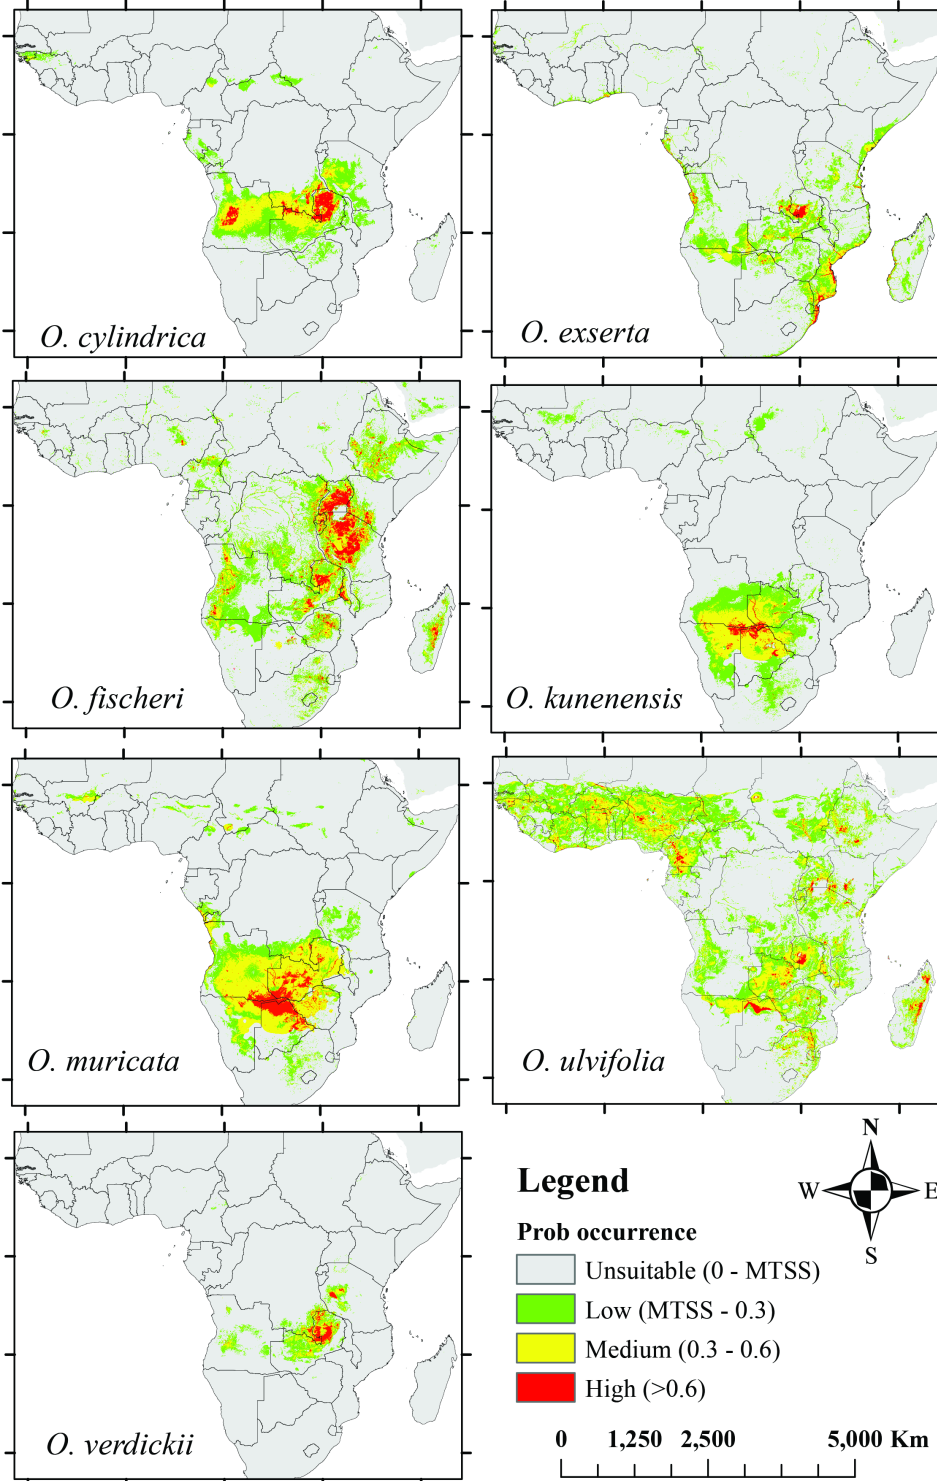 O. cylindrica
O. exserta
O. fischeri
O. kunenensis
O. muricata
O. ulvifolia
O. verdickii
N
W E
S
Legend
Prob occurrence
Unsuitable (0 - MTSS)
Low (MTSS - 0.3)
Medium (0.3 - 0.6)
High (>0.6)
0 1,250 2,500 5,000 Km